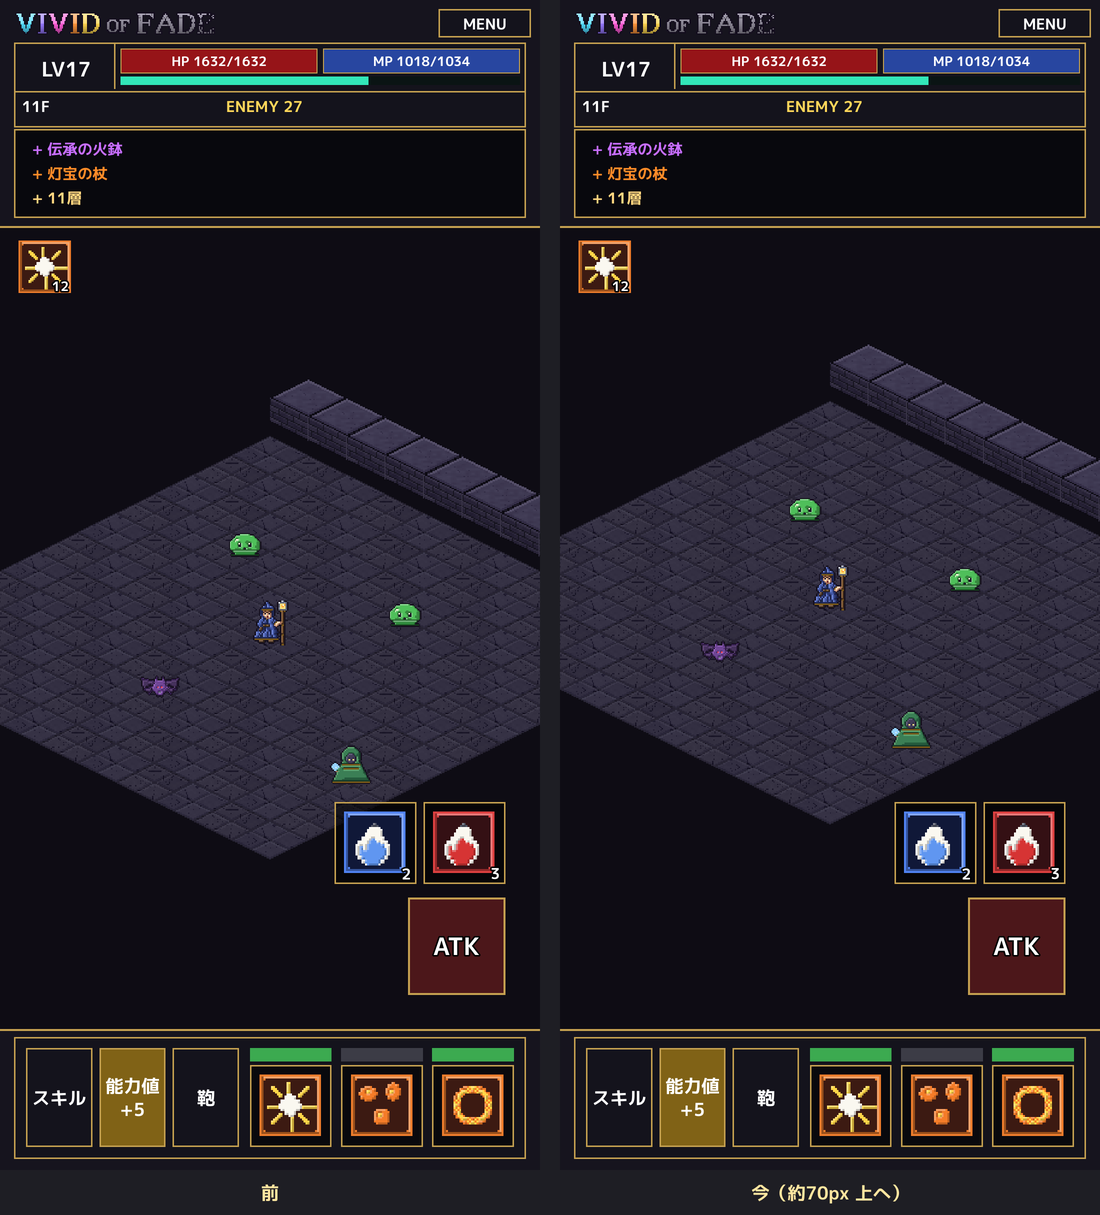 VIVID OF FADE
MENU
LV17
HP 1632/1632
MP 1018/1034
11F
ENEMY 27
+ 伝承の火鉢
+ 灯宝の杖
+ 11層
12
2
3
ATK
スキル
能力値
+5
鞄
前
VIVID OF FADE
MENU
LV17
HP 1632/1632
MP 1018/1034
11F
ENEMY 27
+ 伝承の火鉢
+ 灯宝の杖
+ 11層
12
2
3
ATK
スキル
能力値
+5
鞄
今（約70px 上へ）